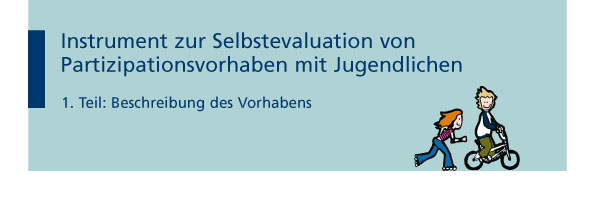 Instrument zur Selbstevaluation von
Partizipationsvorhaben mit Jugendlichen
1. Teil: Beschreibung des Vorhabens